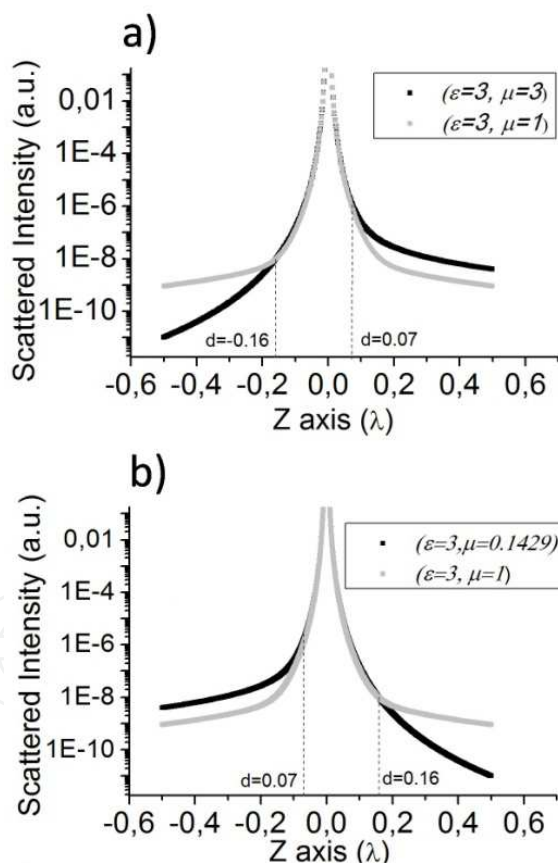 a)
Scattered Intensity (a.u.)
0,01
1E-4
1E-6
1E-8
1E-10
(ε=3, μ=3)
(ε=3, μ=1)
d=-0.16
d=0.07
-0,6 -0,4 -0,2 0,0 0,2 0,4 0,6
Z axis (λ)
b)
Scattered Intensity (a.u.)
0,01
1E-4
1E-6
1E-8
1E-10
(ε=3,μ=0.1429)
(ε=3, μ=1)
d=0.07
d=0.16
-0,6 -0,4 -0,2 0,0 0,2 0,4 0,6
Z axis (λ)